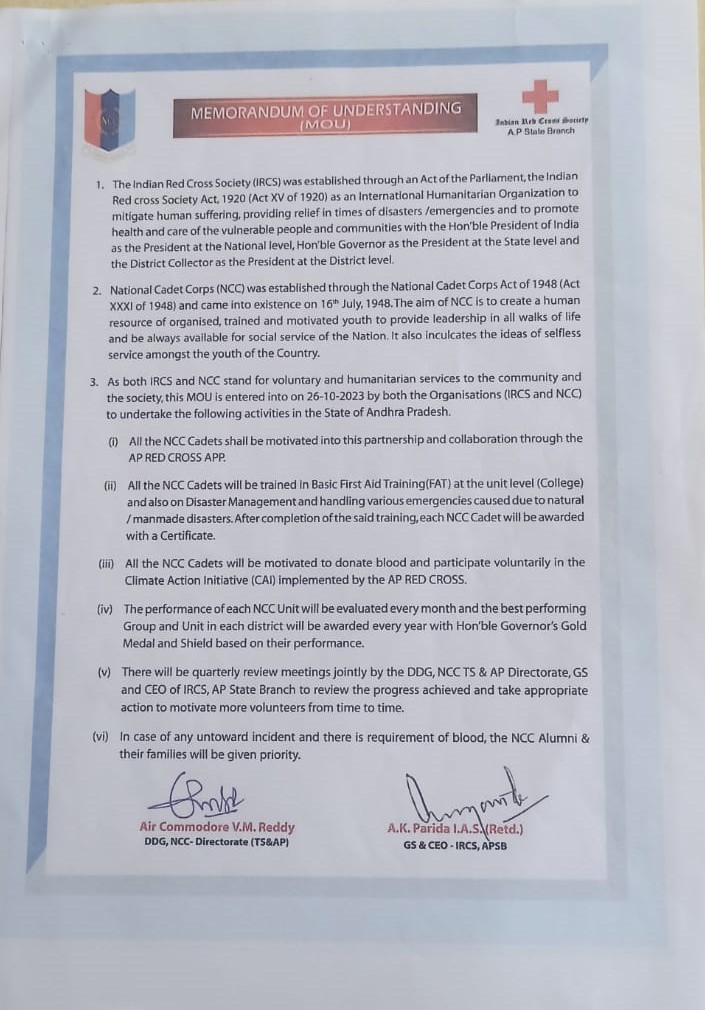 NCC
MEMORANDUM OF UNDERSTANDING
(MOU)
Indian Red Cross Society
A.P State Branch
1. The Indian Red Cross Society (IRCS) was established through an Act of the Parliament, the Indian
Red cross Society Act, 1920 (Act XV of 1920) as an International Humanitarian Organization to
mitigate human suffering, providing relief in times of disasters /emergencies and to promote
health and care of the vulnerable people and communities with the Hon'ble President of India
as the President at the National level, Hon'ble Governor as the President at the State level and
the District Collector as the President at the District level.
2. National Cadet Corps (NCC) was established through the National Cadet Corps Act of 1948 (Act
XXXI of 1948) and came into existence on 16th July, 1948. The aim of NCC is to create a human
resource of organised, trained and motivated youth to provide leadership in all walks of life
and be always available for social service of the Nation. It also inculcates the ideas of selfless
service amongst the youth of the Country.
3. As both IRCS and NCC stand for voluntary and humanitarian services to the community and
the society, this MOU is entered into on 26-10-2023 by both the Organisations (IRCS and NCC)
to undertake the following activities in the State of Andhra Pradesh.
(i) All the NCC Cadets shall be motivated into this partnership and collaboration through the
AP RED CROSS APP.
(ii) All the NCC Cadets will be trained in Basic First Aid Training(FAT) at the unit level (College)
and also on Disaster Management and handling various emergencies caused due to natural
/ manmade disasters. After completion of the said training, each NCC Cadet will be awarded
with a Certificate.
(iii) All the NCC Cadets will be motivated to donate blood and participate voluntarily in the
Climate Action Initiative (CAI) implemented by the AP RED CROSS.
(iv) The performance of each NCC Unit will be evaluated every month and the best performing
Group and Unit in each district will be awarded every year with Hon'ble Governor's Gold
Medal and Shield based on their performance.
(v) There will be quarterly review meetings jointly by the DDG, NCC TS & AP Directorate, GS
and CEO of IRCS, AP State Branch to review the progress achieved and take appropriate
action to motivate more volunteers from time to time.
(vi) In case of any untoward incident and there is requirement of blood, the NCC Alumni &
their families will be given priority.
Air Commodore V.M. Reddy
DDG, NCC- Directorate (TS&AP)
A.K. Parida I.A.S.(Retd.)
GS & CEO - IRCS, APSB